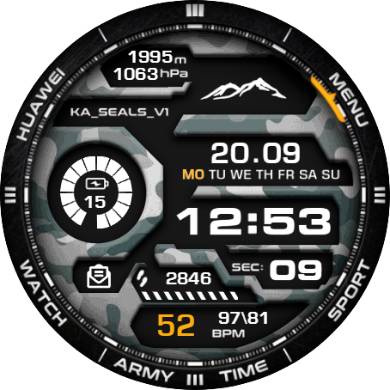 1995m
1063hPa
HUAWEI
MENU
KA_SEALS_V1
20.09
MO TU WE TH FR SA SU
15
12:53
SEC: 09
2846
52
97\81
BPM
WATCH
ARMY
TIME
SPORT